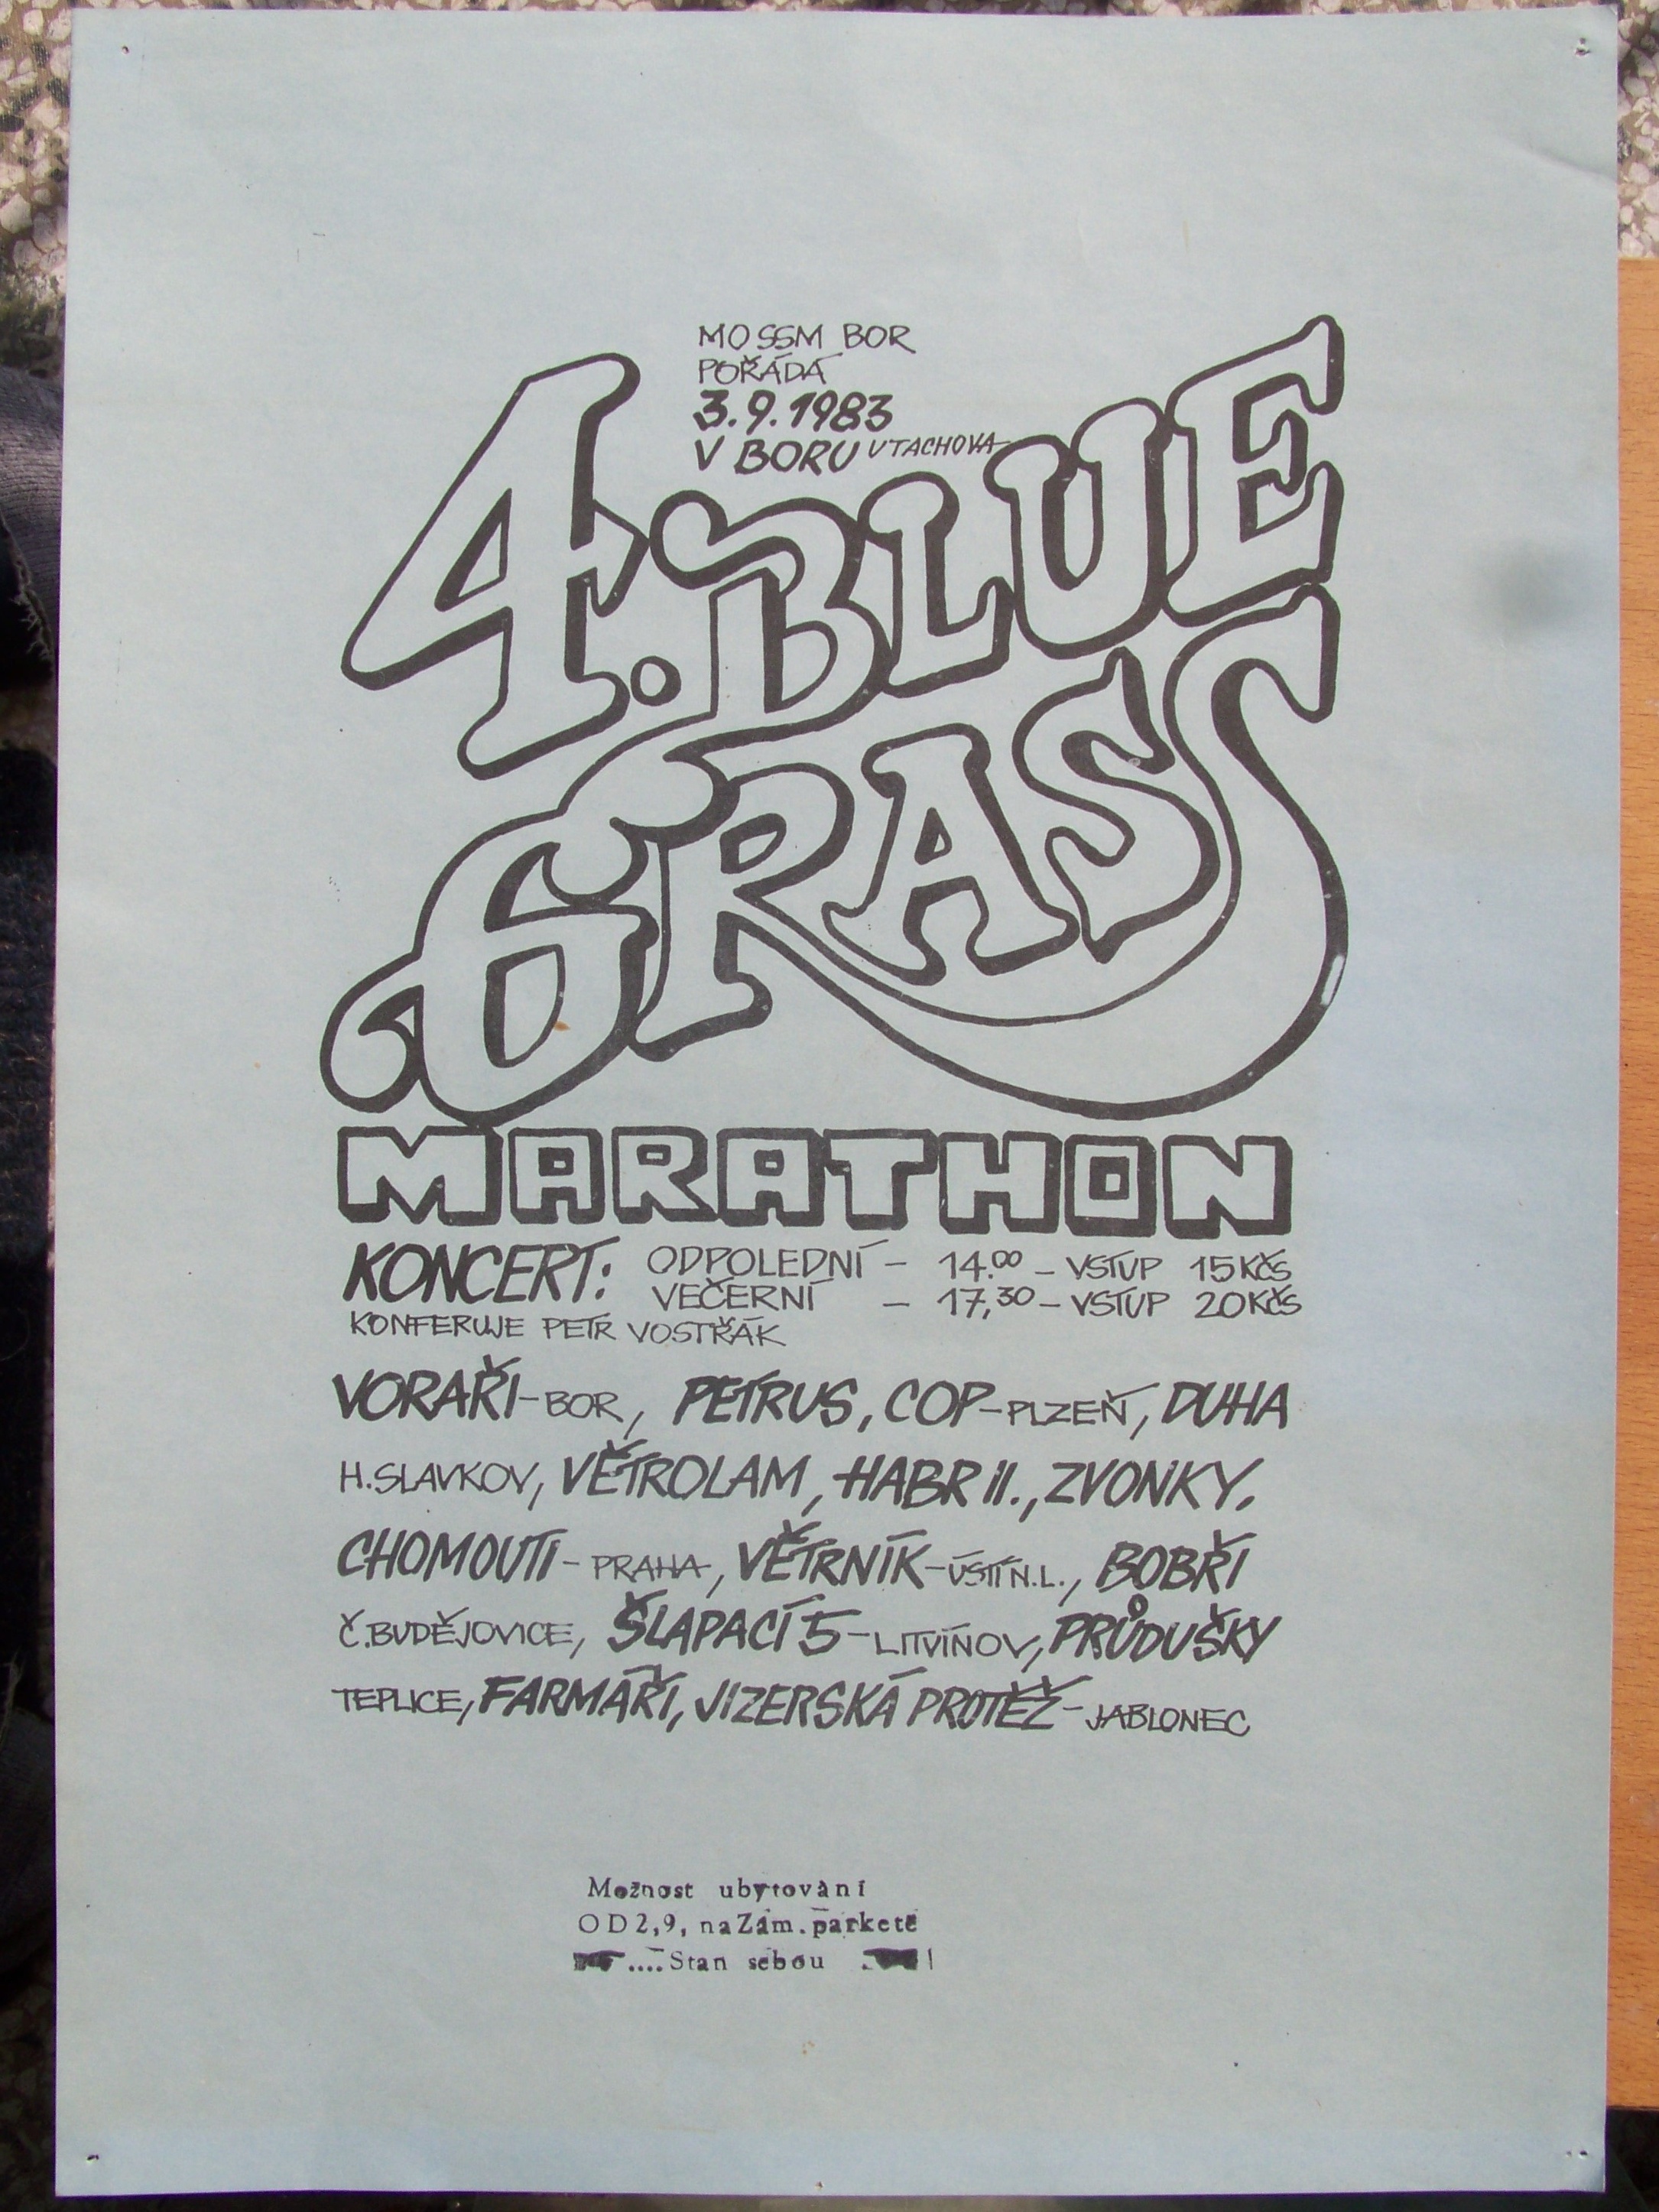 MO SSM BOR
POŘÁDÁ
3.9.1983
V BORU U TACHOVA
4. BLUE
GRASS
MARATHON
KONCERT: ODPOLEDNÍ - 14.00 - VSTUP 15 KČS
VEČERNÍ - 17,30 - VSTUP 20 KČS
KONFERUJE PETR VOSTŘÁK
VORAŘI - BOR, PETRUS, COP - PLZEŇ, DUHA
H.SLAVKOV, VĚTROLAM, HABR II., ZVONKY,
CHOMOUTI - PRAHA, VĚTRNÍK - ÚSTÍ N.L., BOBŘI
Č.BUDĚJOVICE, ŠLAPACÍ 5 - LITVÍNOV, PRŮDUŠKY
TEPLICE, FARMÁŘI, JIZERSKÁ PROTĚŽ - JABLONEC
Možnost ubytování
OD 2,9, na Zám. parketě
....Stan sebou